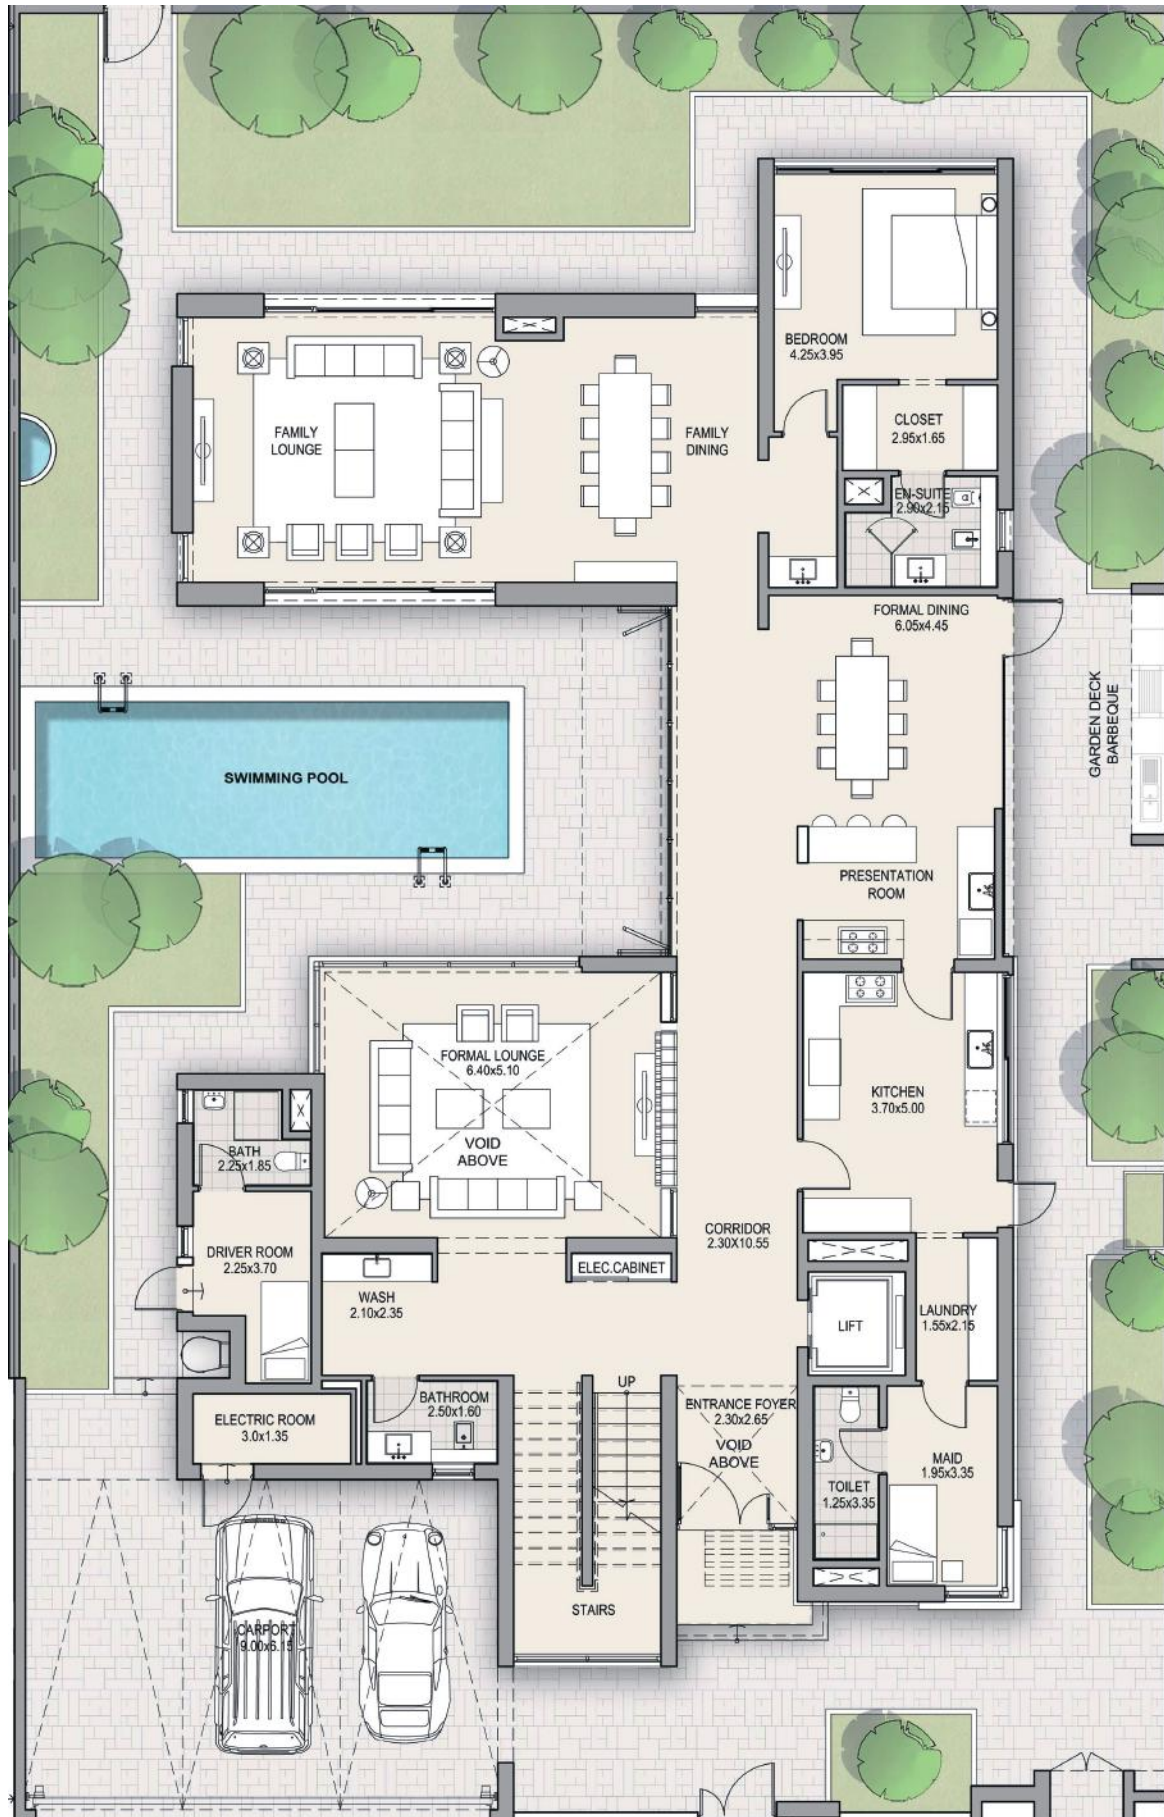 BEDROOM
4.25x3.95
CLOSET
2.95x1.65
FAMILY
LOUNGE
FAMILY
DINING
EN-SUITE
2.90x2.15
FORMAL DINING
6.05x4.45
GARDEN DECK
BARBEQUE
SWIMMING POOL
PRESENTATION
ROOM
FORMAL LOUNGE
6.40x5.10
VOID
ABOVE
KITCHEN
3.70x5.00
BATH
2.25x1.85
CORRIDOR
2.30X10.55
DRIVER ROOM
2.25x3.70
ELEC.CABINET
WASH
2.10x2.35
LIFT
LAUNDRY
1.55x2.15
UP
BATHROOM
2.50x1.60
ENTRANCE FOYER
2.30x2.65
VOID
ABOVE
ELECTRIC ROOM
3.0x1.35
MAID
1.95x3.35
TOILET
1.25x3.35
STAIRS
CARPORT
9.00x6.15